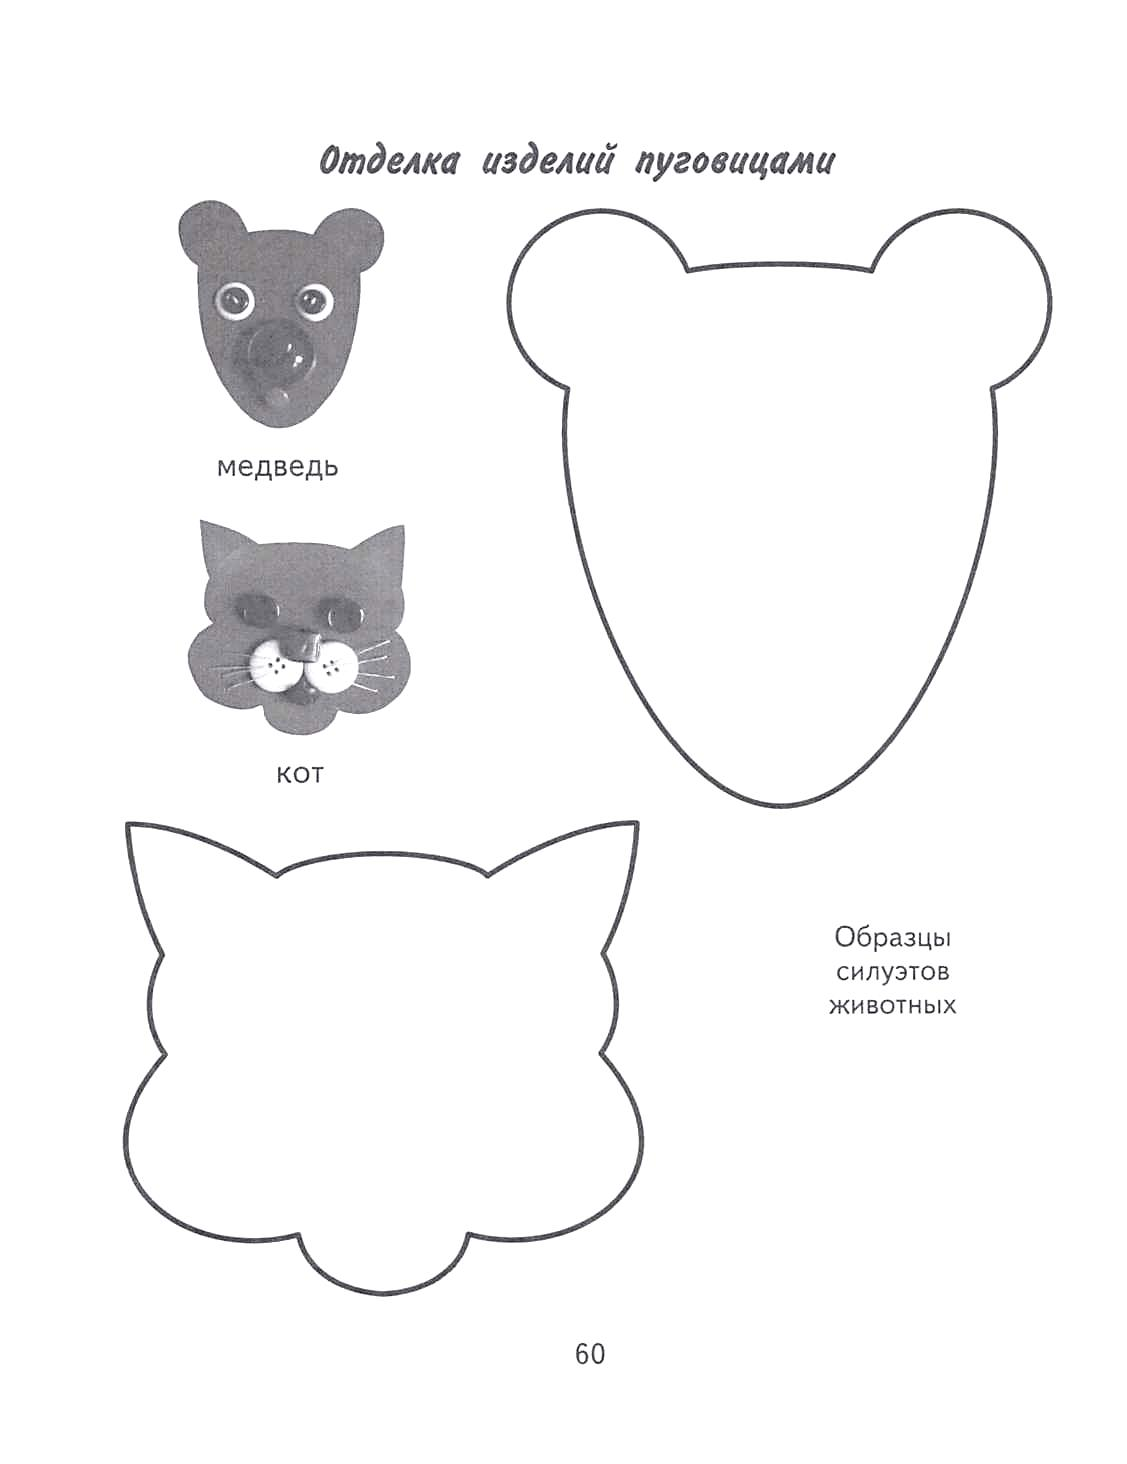 Отделка изделий пуговицами
медведь
кот
Образцы
силуэтов
животных
60